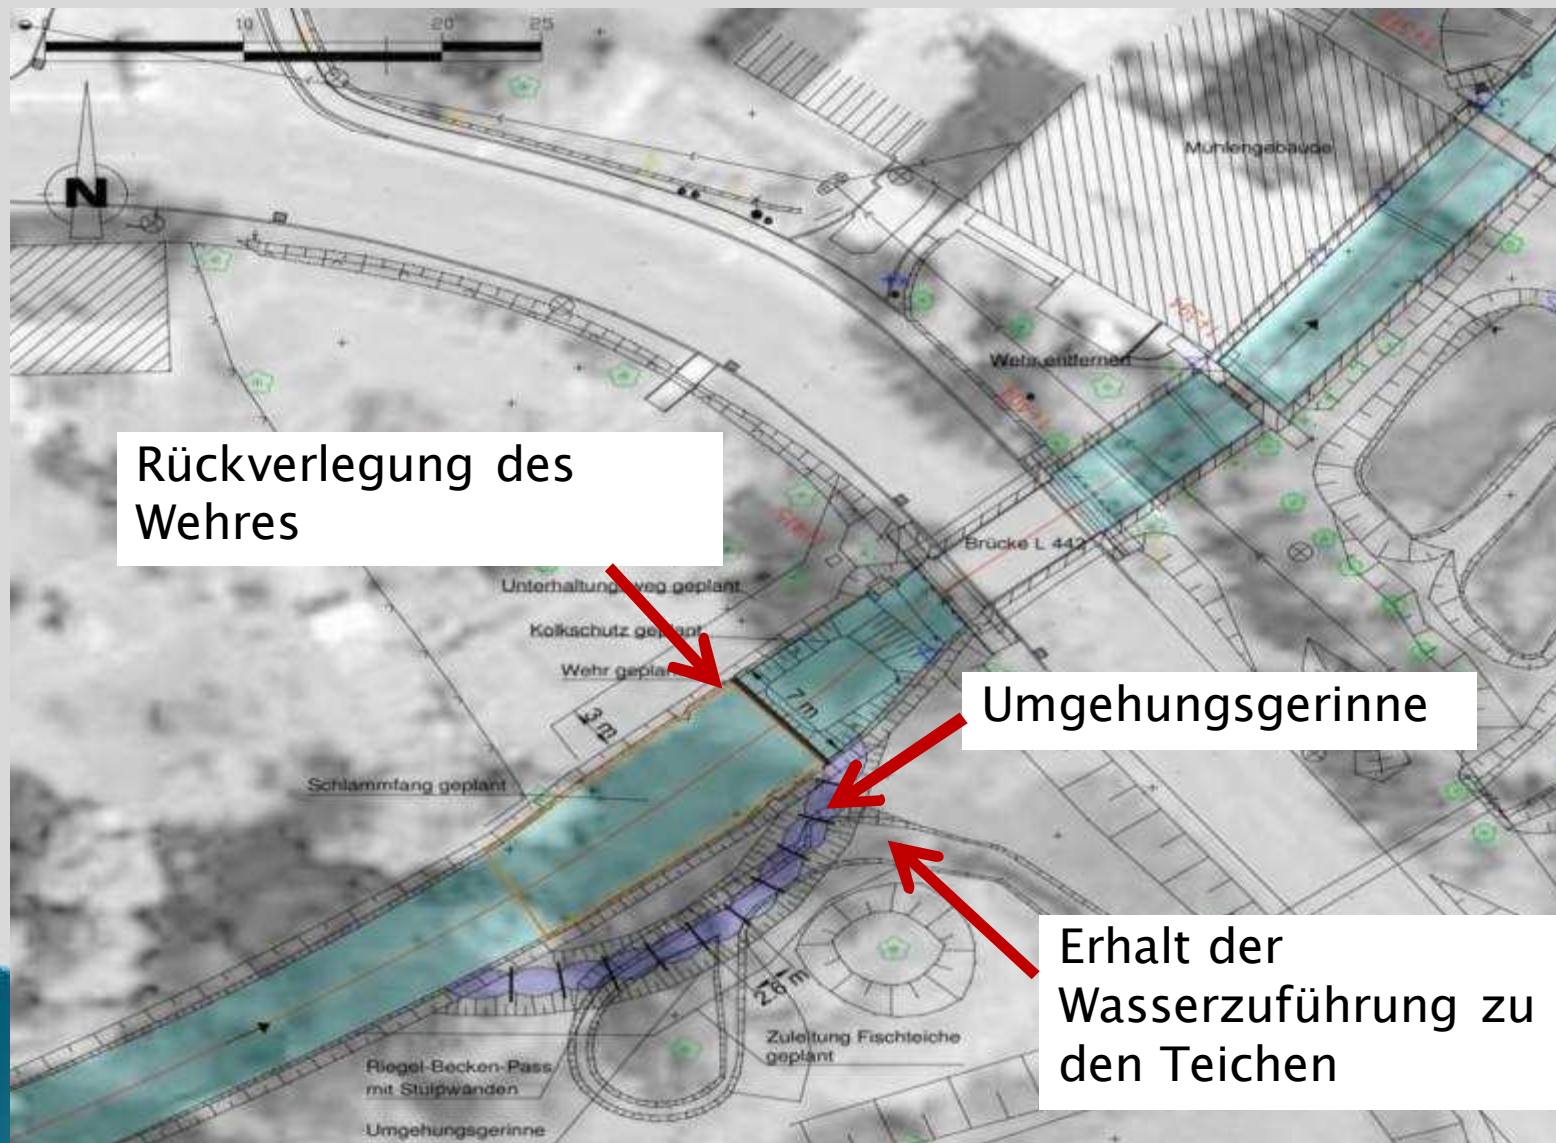 10 20 25
N
Mühlengebäude
Wehr entfernen
Rückverlegung des
Wehres
Brücke L 442
Unterhaltungsweg geplant
Kolkschutz geplant
Wehr geplant
7 m
3 m
Umgehungsgerinne
Schlammfang geplant
Erhalt der
Wasserzuführung zu
den Teichen
2.6 m
Zuleitung Fischteiche
geplant
Riegel-Becken-Pass
mit Stülpwänden
Umgehungsgerinne